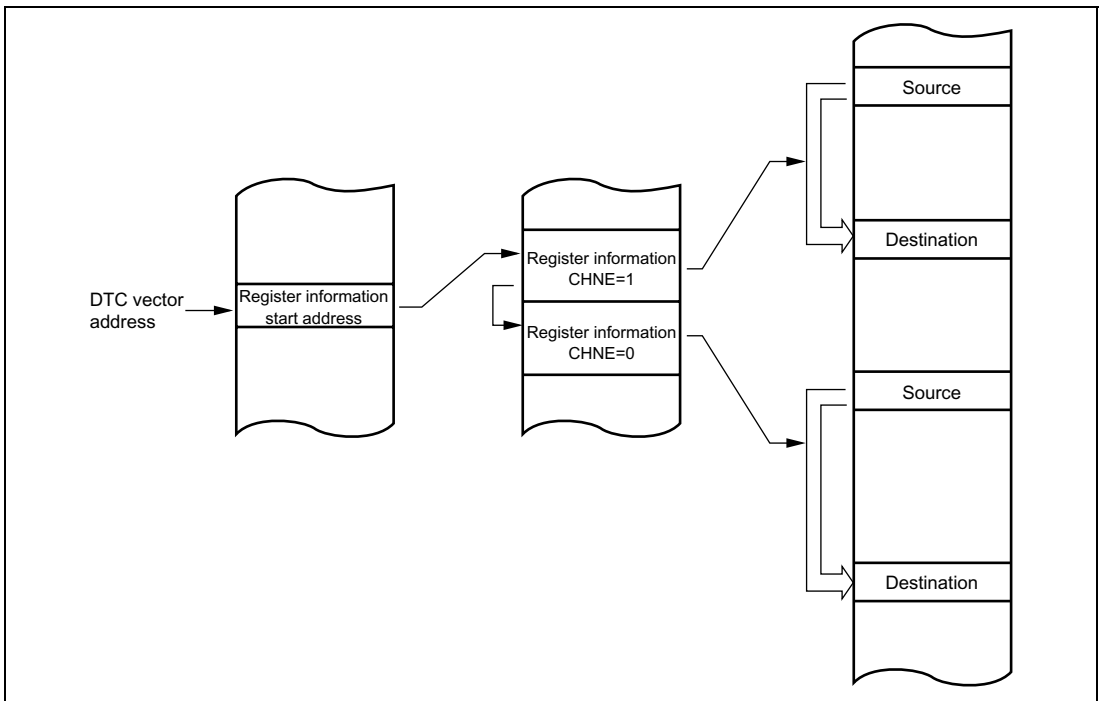 DTC vector
address
Register information
start address
Register information
CHNE=1
Register information
CHNE=0
Source
Destination
Source
Destination